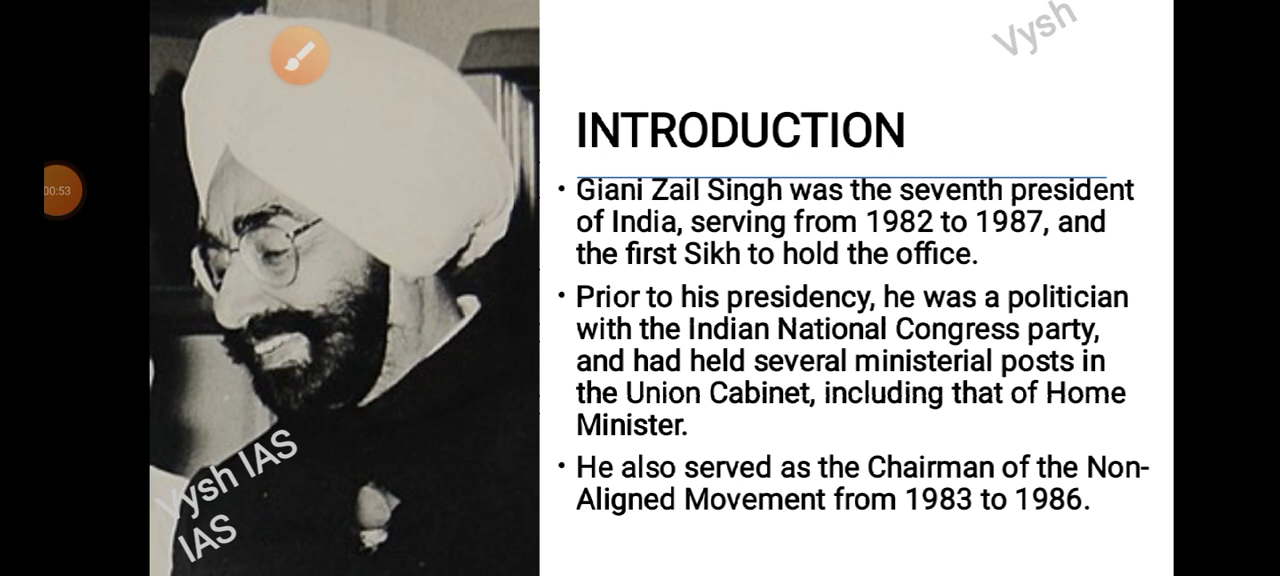 Vysh
INTRODUCTION
00:53
• Giani Zail Singh was the seventh president
of India, serving from 1982 to 1987, and
the first Sikh to hold the office.
• Prior to his presidency, he was a politician
with the Indian National Congress party,
and had held several ministerial posts in
the Union Cabinet, including that of Home
Minister.
• He also served as the Chairman of the Non-
Aligned Movement from 1983 to 1986.
Vysh IAS
IAS